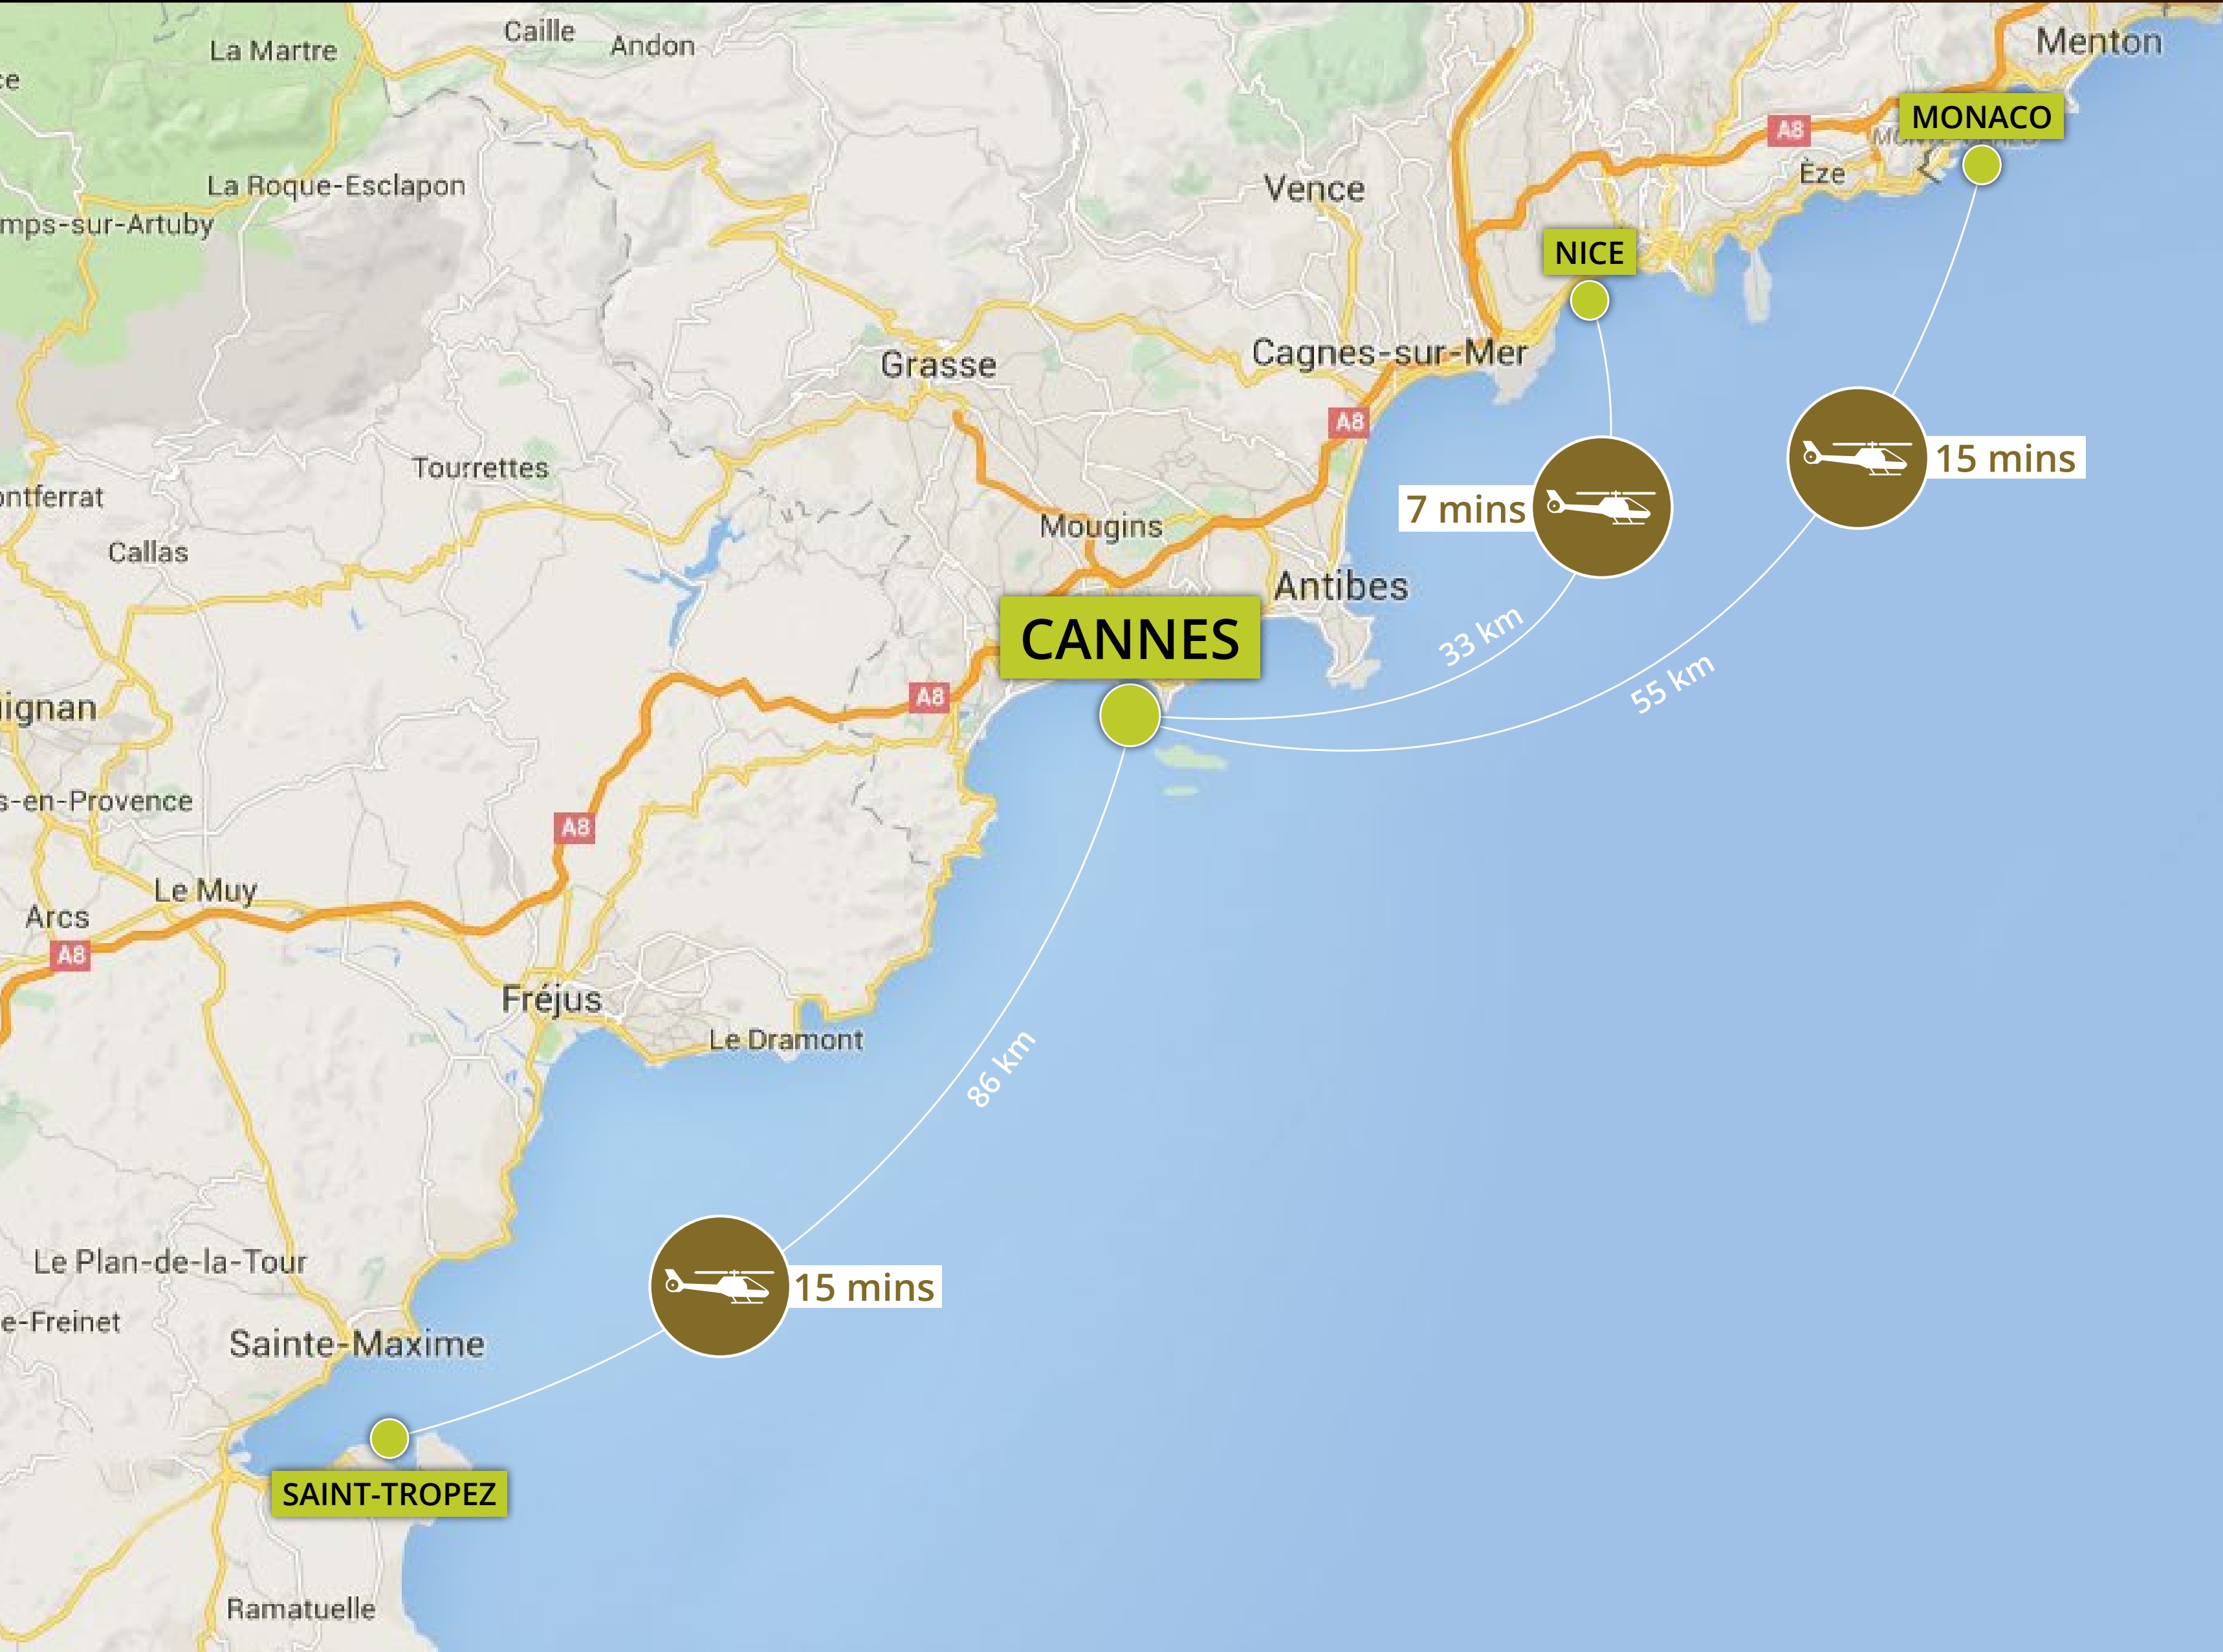 Caille
Andon
La Martre
Menton
MONACO
A8
Èze
La Roque-Esclapon
Vence
mps-sur-Artuby
NICE
Cagnes-sur-Mer
Grasse
A8
15 mins
Tourrettes
ontferrat
7 mins
Mougins
Callas
Antibes
CANNES
33 km
55 km
A8
ignan
s-en-Provence
A8
Le Muy
Arcs
A8
Fréjus
Le Dramont
86 km
Le Plan-de-la-Tour
15 mins
e-Freinet
Sainte-Maxime
SAINT-TROPEZ
Ramatuelle